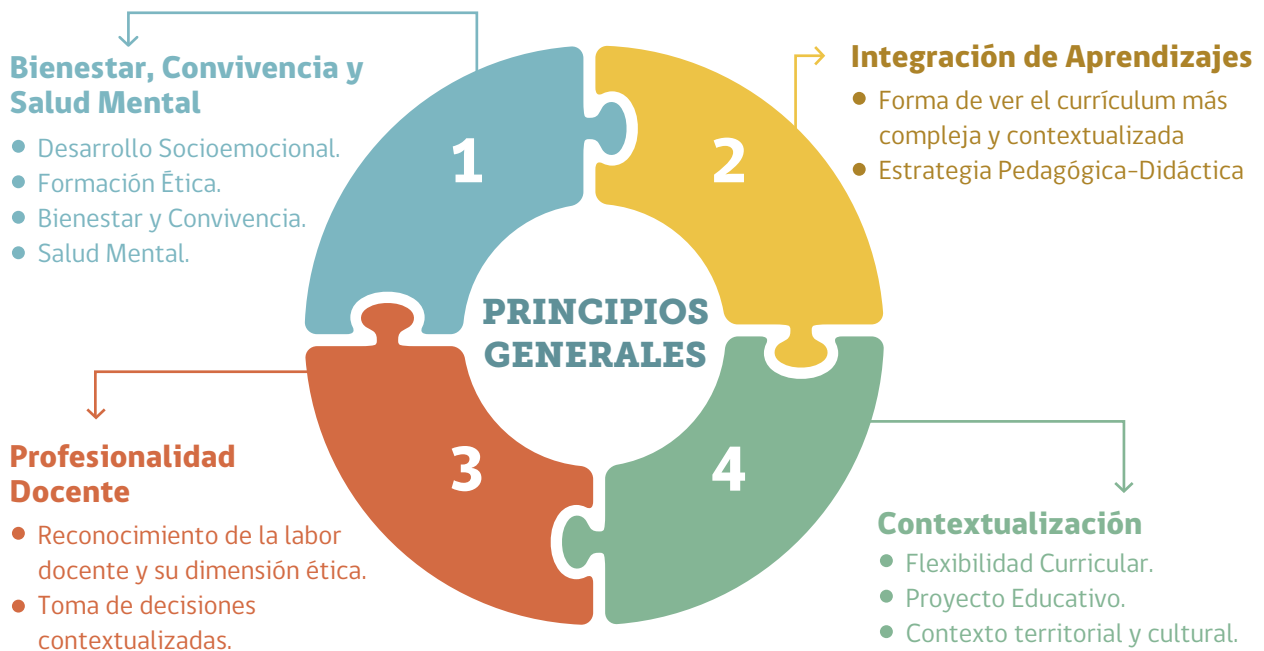 Bienestar, Convivencia y
Salud Mental
● Desarrollo Socioemocional.
● Formación Ética.
● Bienestar y Convivencia.
● Salud Mental.
1
2
Integración de Aprendizajes
● Forma de ver el currículum más
compleja y contextualizada
● Estrategia Pedagógica-Didáctica
PRINCIPIOS
GENERALES
Profesionalidad
Docente
● Reconocimiento de la labor
docente y su dimensión ética.
● Toma de decisiones
contextualizadas.
3
4
Contextualización
● Flexibilidad Curricular.
● Proyecto Educativo.
● Contexto territorial y cultural.